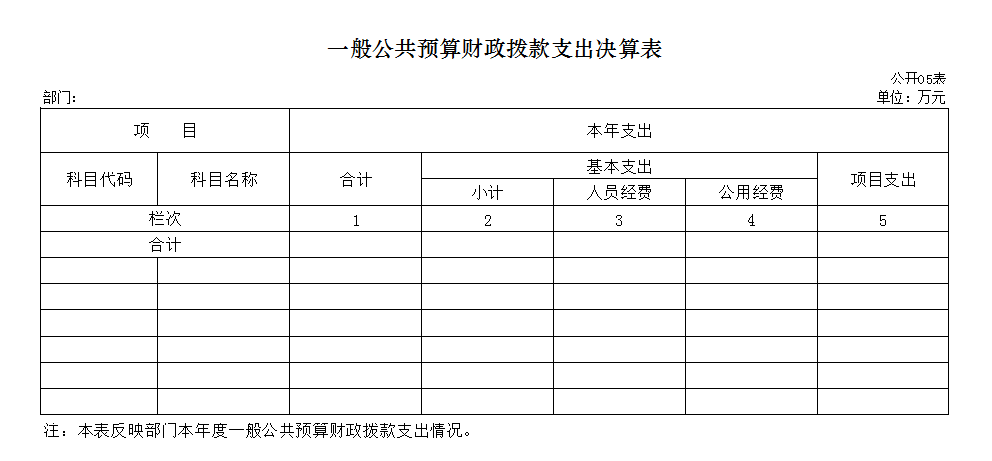 一般公共预算财政拨款支出决算表
公开05表
部门： 单位：万元
项 目 本年支出
科目代码 科目名称 合计 基本支出 项目支出
小计 人员经费 公用经费
栏次 1 2 3 4 5
合计
注：本表反映部门本年度一般公共预算财政拨款支出情况。